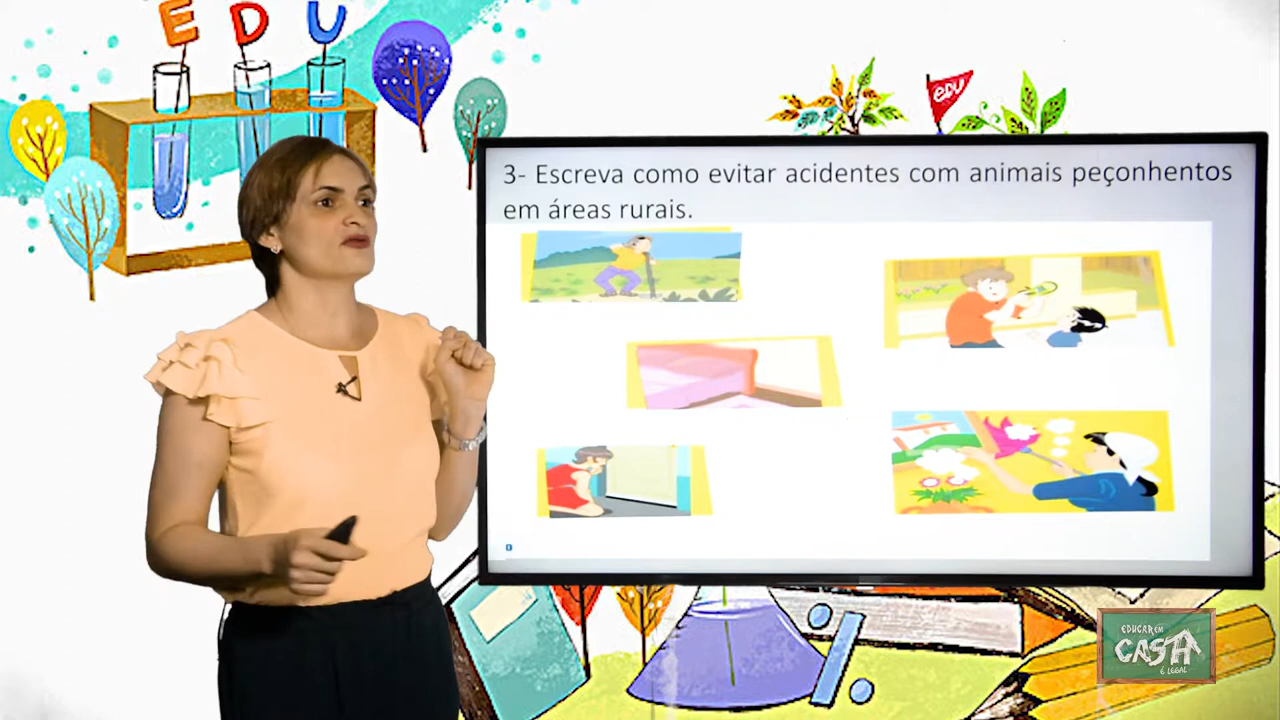 EDU
EDU
3- Escreva como evitar acidentes com animais peçonhentos
em áreas rurais.
EDUCAR EM
CASA
É LEGAL